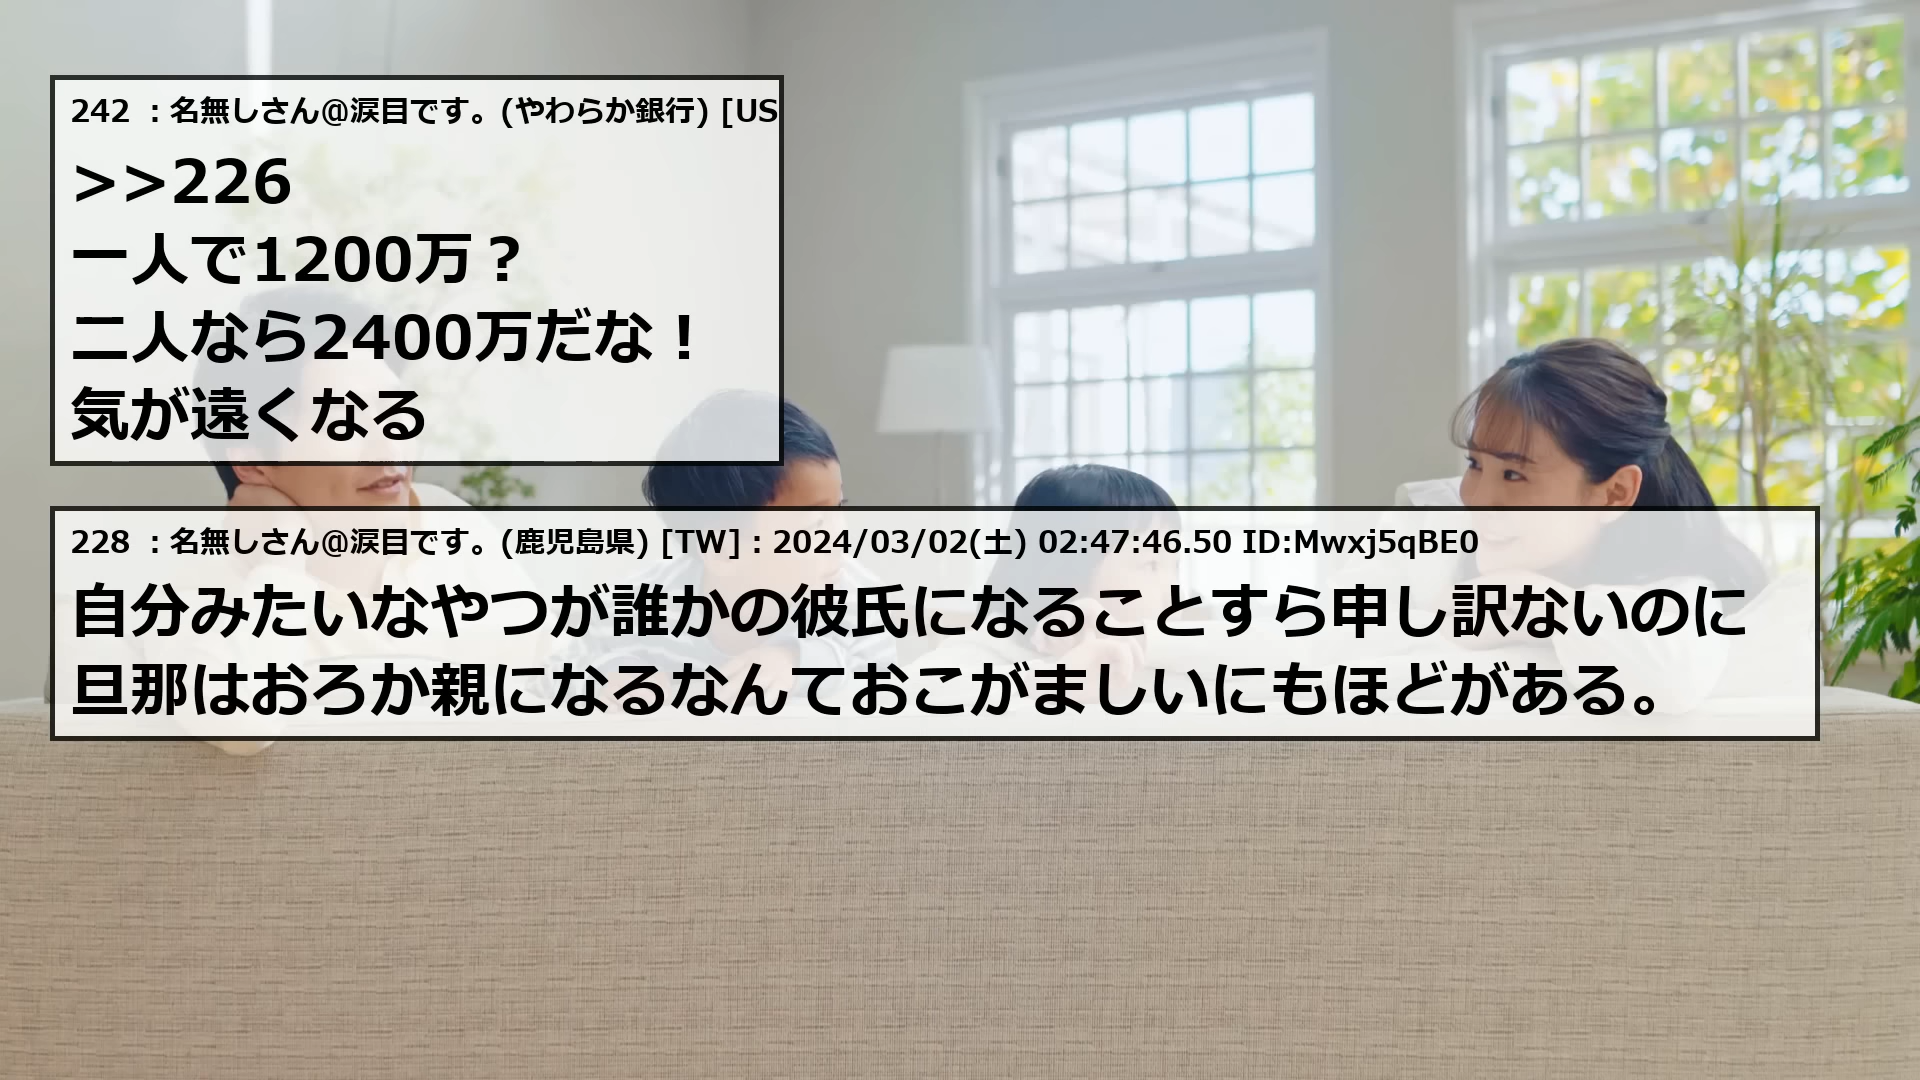 242 ：名無しさん@涙目です。(やわらか銀行) [US
>>226
一人で1200万？
二人なら2400万だな！
気が遠くなる
228 ：名無しさん@涙目です。(鹿児島県) [TW]：2024/03/02(土) 02:47:46.50 ID:Mwxj5qBE0
自分みたいなやつが誰かの彼氏になることすら申し訳ないのに
旦那はおろか親になるなんておこがましいにもほどがある。